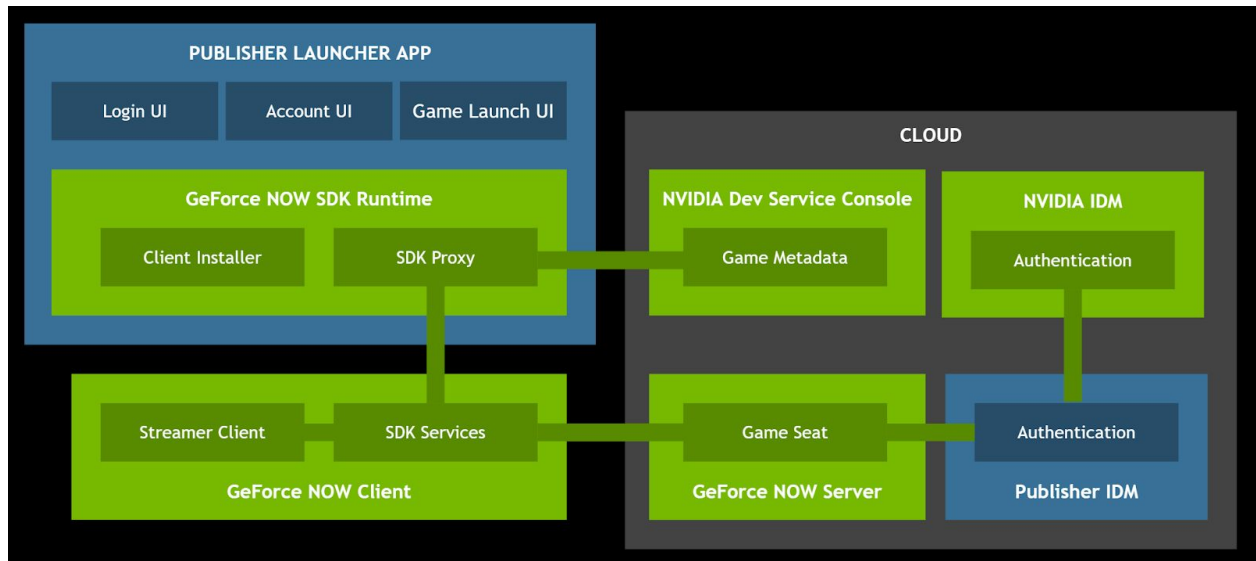 PUBLISHER LAUNCHER APP
Login UI
Account UI
Game Launch UI
GeForce NOW SDK Runtime
Client Installer
SDK Proxy
CLOUD
NVIDIA Dev Service Console
Game Metadata
NVIDIA IDM
Authentication
Streamer Client
SDK Services
GeForce NOW Client
Game Seat
GeForce NOW Server
Authentication
Publisher IDM